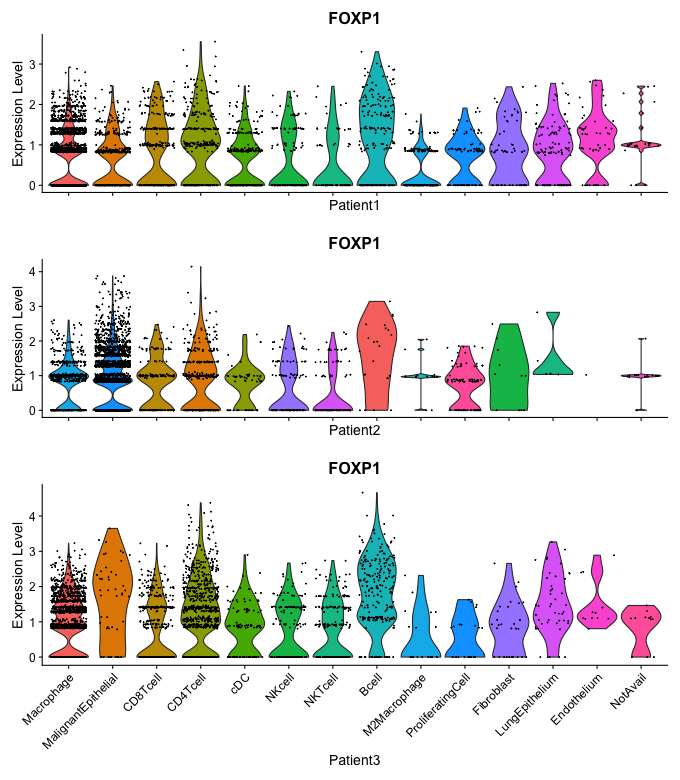 FOXP1
Expression Level
3
2
1
0
Patient1
FOXP1
Expression Level
4
3
2
1
0
Patient2
FOXP1
Expression Level
4
3
2
1
0
Macrophage
MalignantEpithelial
CD8Tcell
CD4Tcell
cDC
NKcell
NKTcell
Bcell
M2Macrophage
ProliferatingCell
Fibroblast
LungEpithelium
Endothelium
NotAvail
Patient3